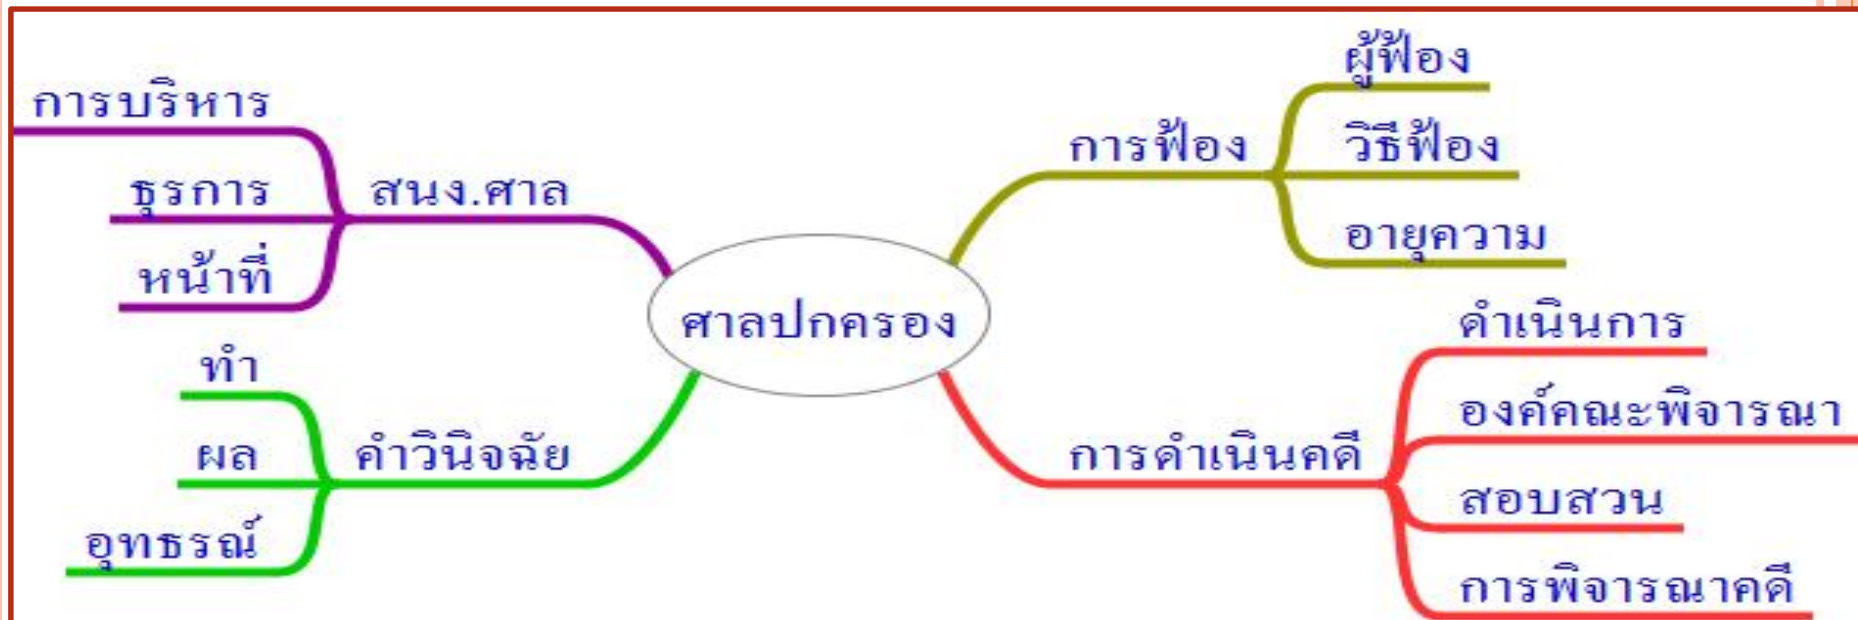 ศาลปกครอง
การฟ้อง
ผู้ฟ้อง
วิธีฟ้อง
อายุความ
การดำเนินคดี
ดำเนินการ
องค์คณะพิจารณา
สอบสวน
การพิจารณาคดี
สนง.ศาล
การบริหาร
ธุรการ
หน้าที่
คำวินิจฉัย
ทำ
ผล
อุทธรณ์